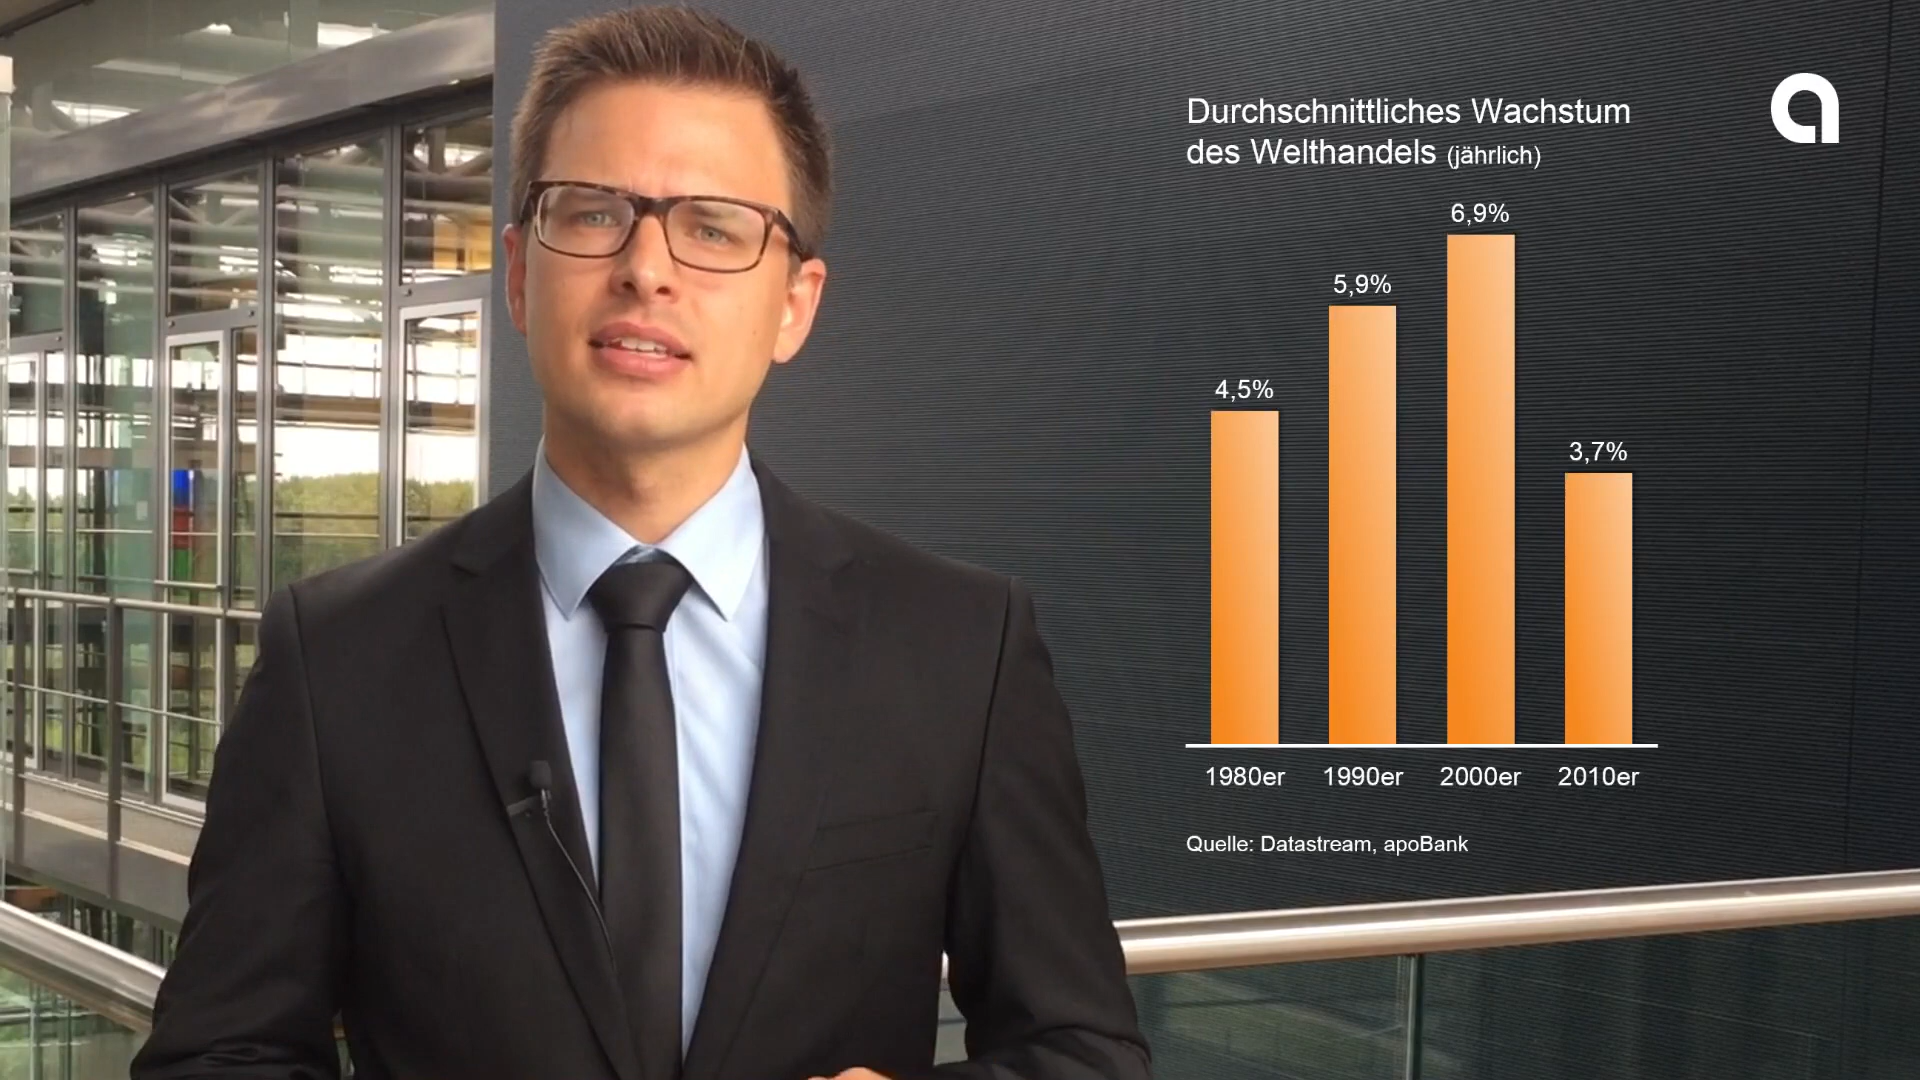 Durchschnittliches Wachstum
des Welthandels (jährlich)
6,9%
5,9%
4,5%
3,7%
1980er 1990er 2000er 2010er
Quelle: Datastream, apoBank